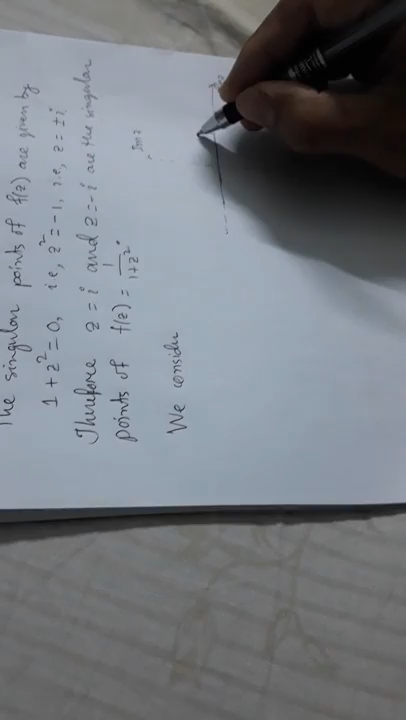 The singular points of f(z) are given by
1 + z² = 0, ie, z² = -1, i.e, z = ±i
Therefore z = i and z = -i are the singular
points of f(z) = 1/(1+z²)
We consider